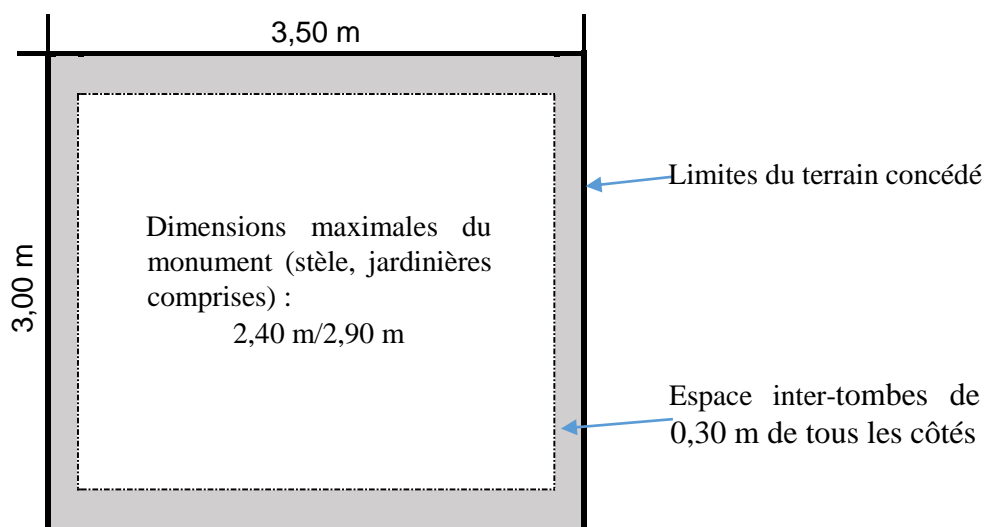 3,50 m
Limites du terrain concédé
Dimensions maximales du
monument (stèle, jardinières
comprises) :
2,40 m/2,90 m
3,00 m
Espace inter-tombes de
0,30 m de tous les côtés